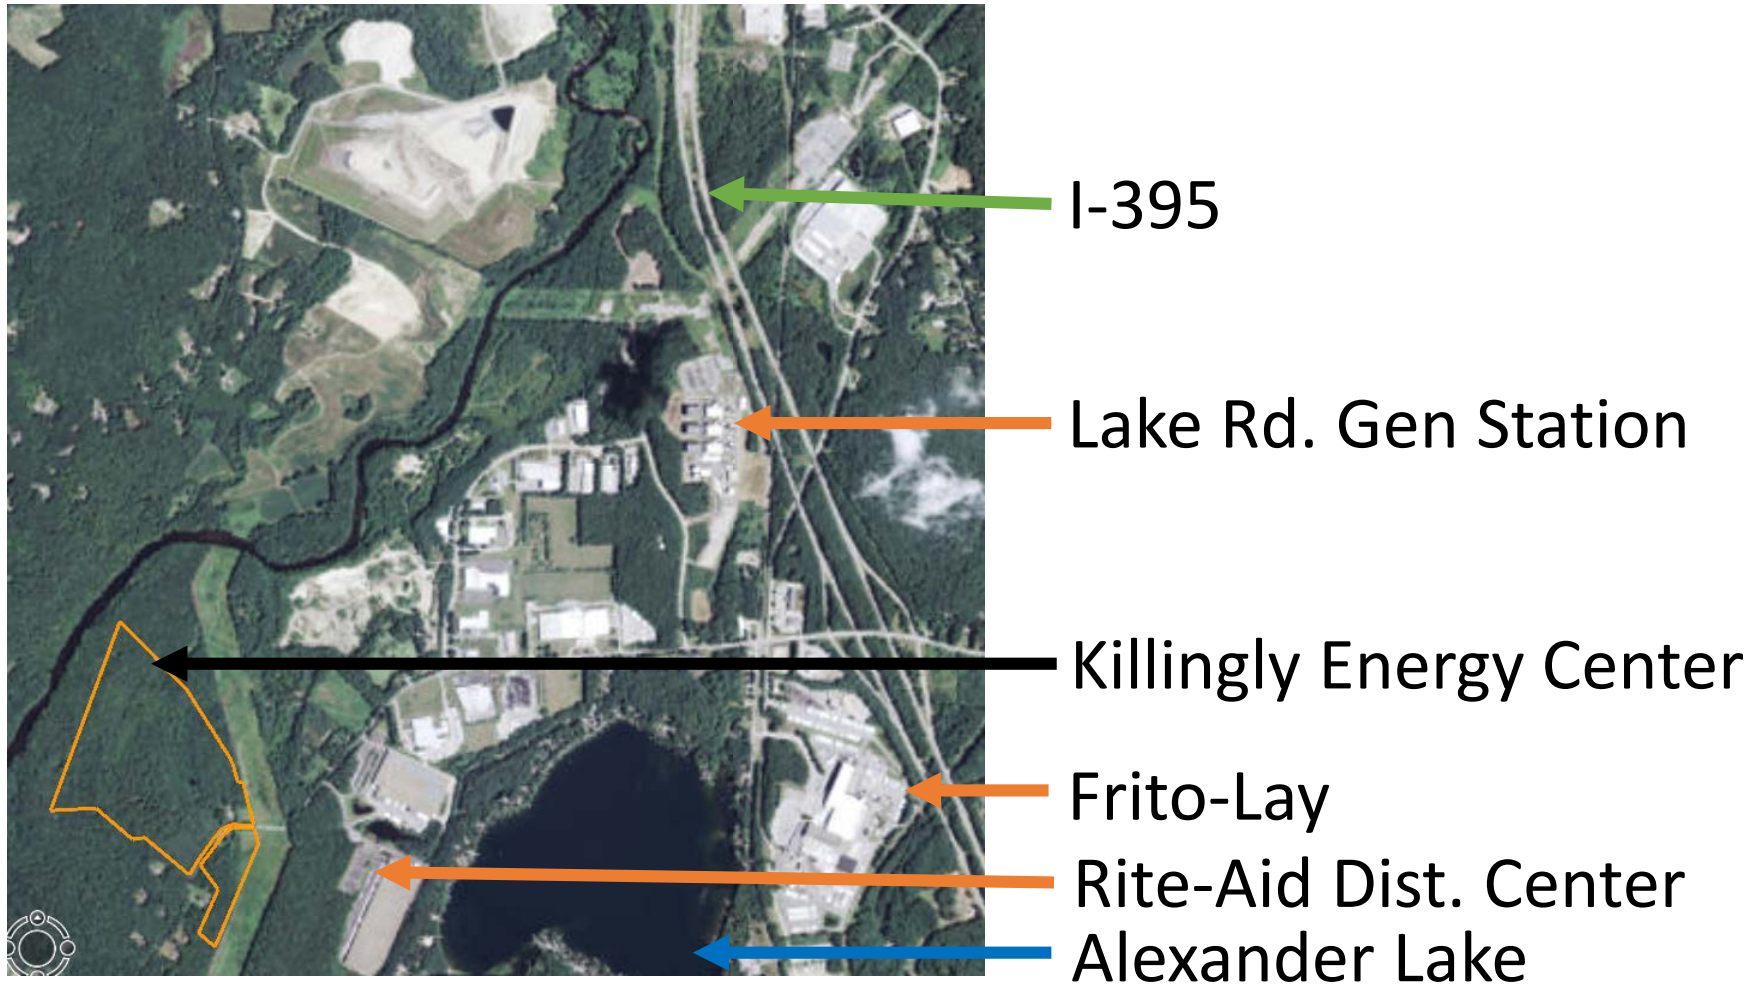 I-395
Lake Rd. Gen Station
Killingly Energy Center
Frito-Lay
Rite-Aid Dist. Center
Alexander Lake